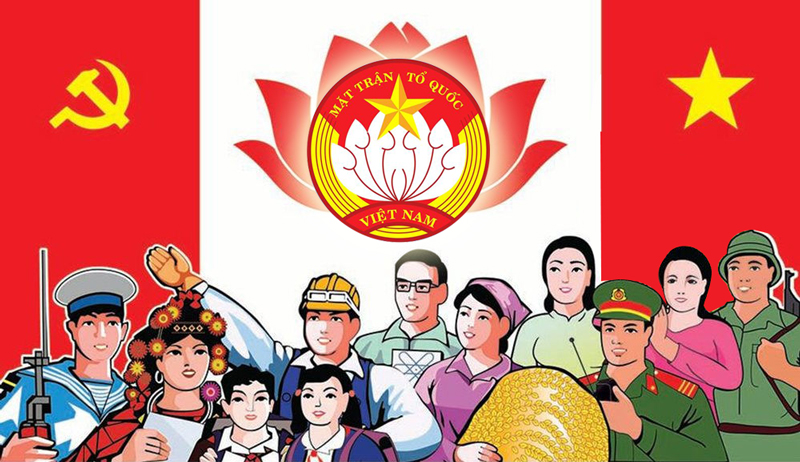 MẶT TRẬN TỔ QUỐC
VIỆT NAM